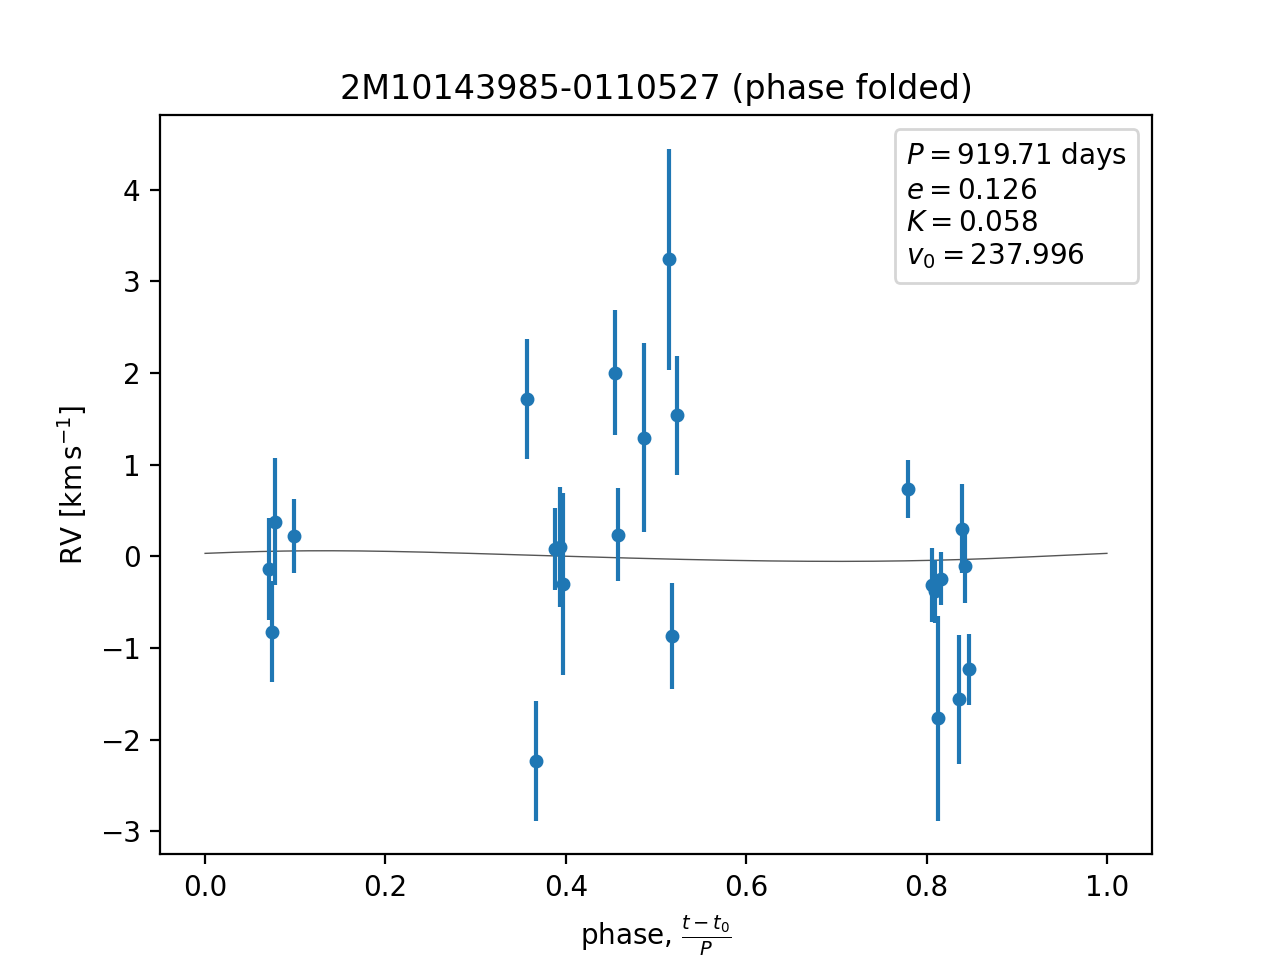 2M10143985-0110527 (phase folded)
P = 919.71 days
e = 0.126
K = 0.058
v₀ = 237.996
4
3
2
1
0
−1
−2
−3
RV [km s⁻¹]
0.0 0.2 0.4 0.6 0.8 1.0
phase, (t − t₀)/P